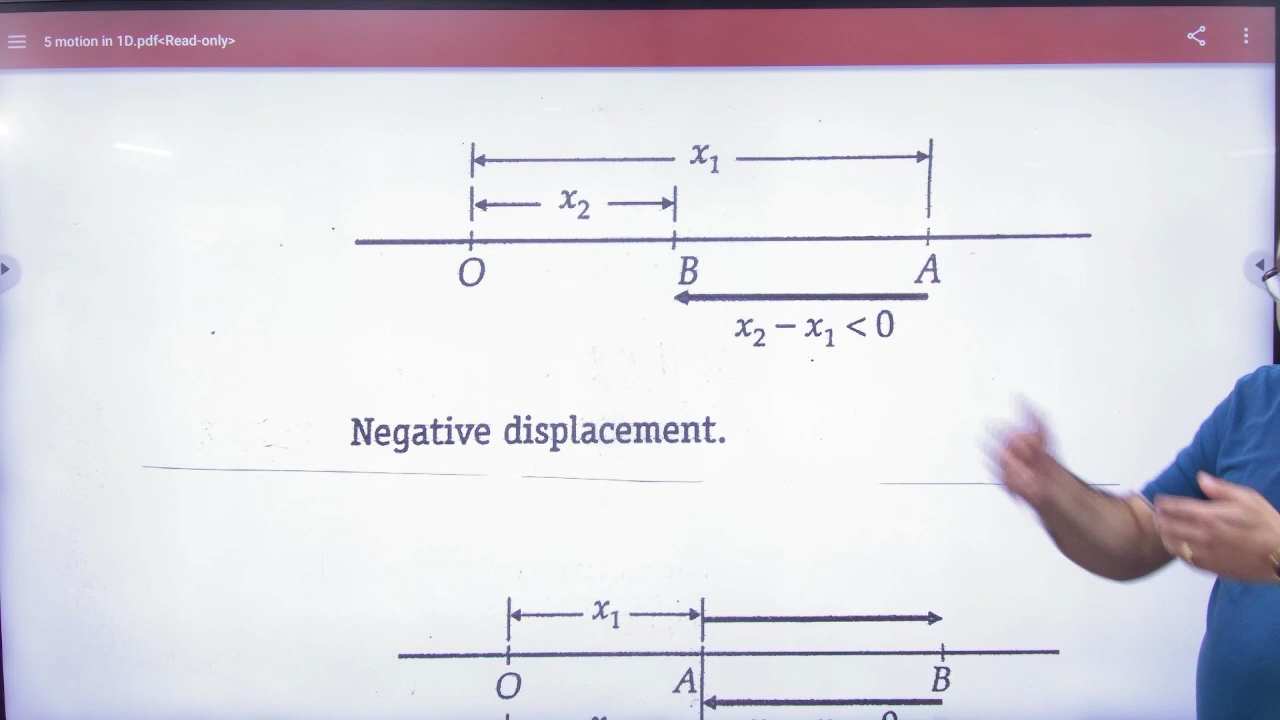 5 motion in 1D.pdf<Read-only>
x₁
x₂
O B A
x₂ – x₁ < 0
Negative displacement.
x₁
O A B